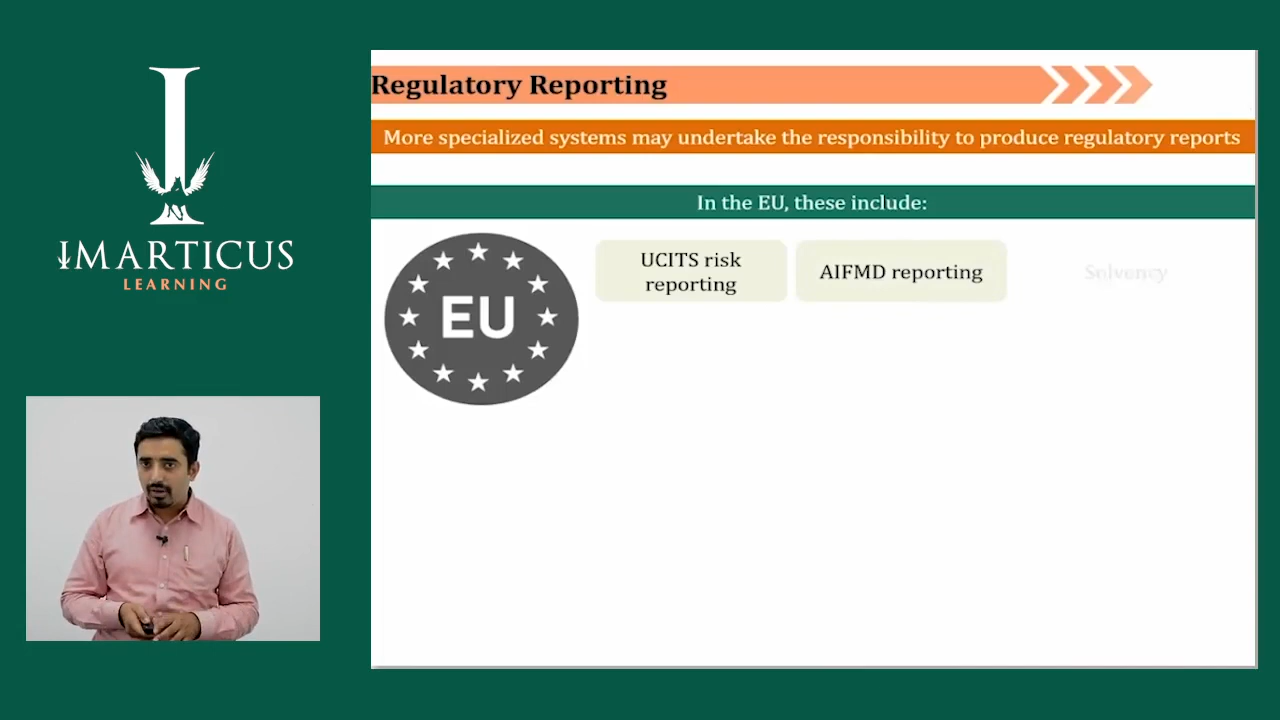 IMARTICUS
LEARNING
Regulatory Reporting
More specialized systems may undertake the responsibility to produce regulatory reports
In the EU, these include:
EU
UCITS risk
reporting
AIFMD reporting
Solvency